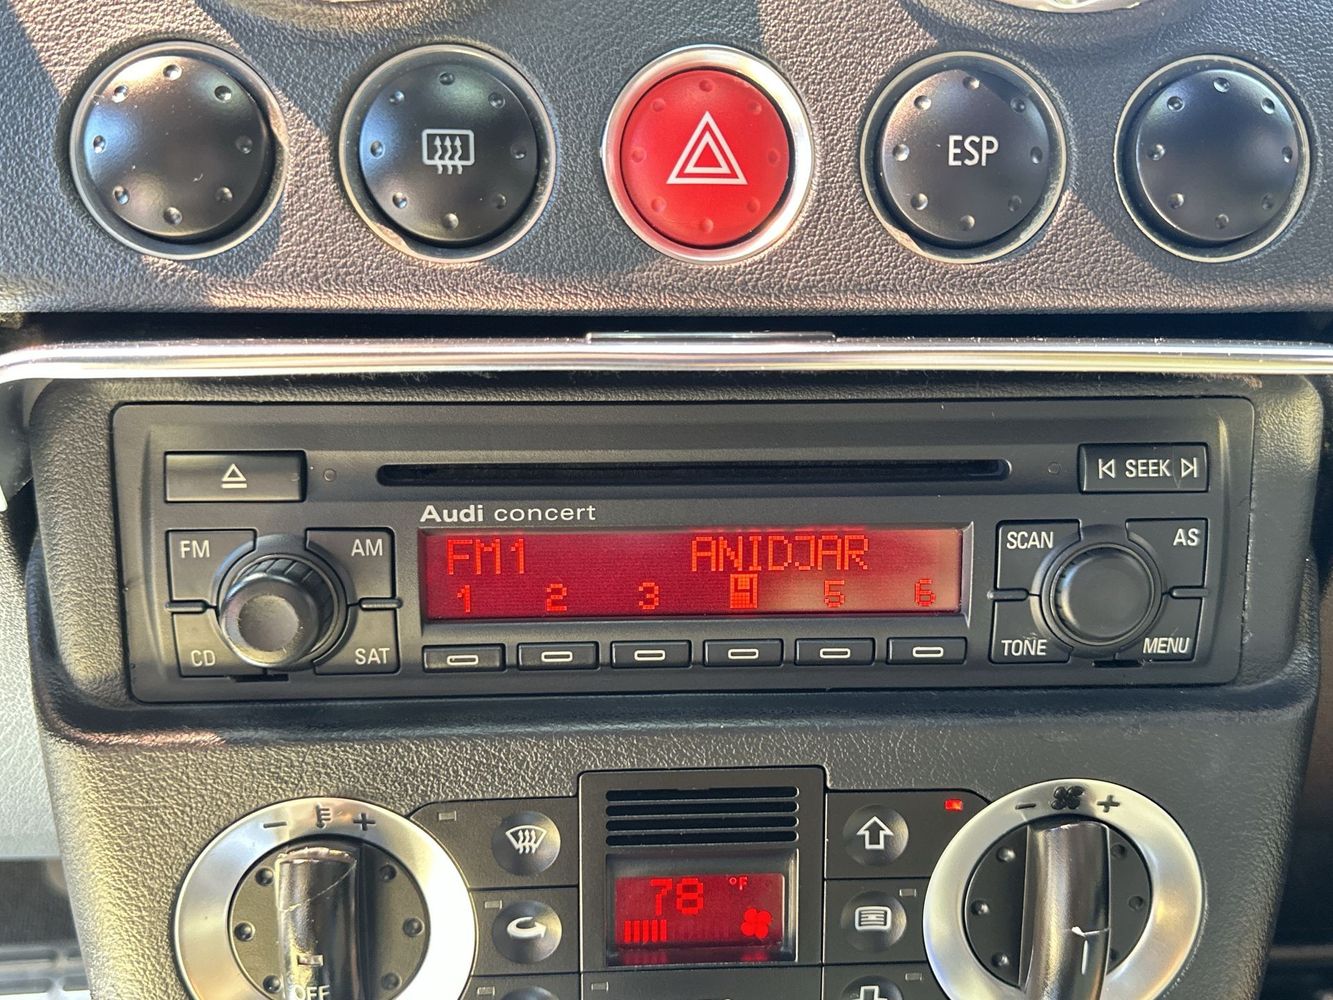 ESP
SEEK
Audi concert
FM AM
FM1 ANIDJAR
1 2 3 4 5 6
CD SAT
SCAN AS
TONE MENU
- +
- +
78 °F
OFF